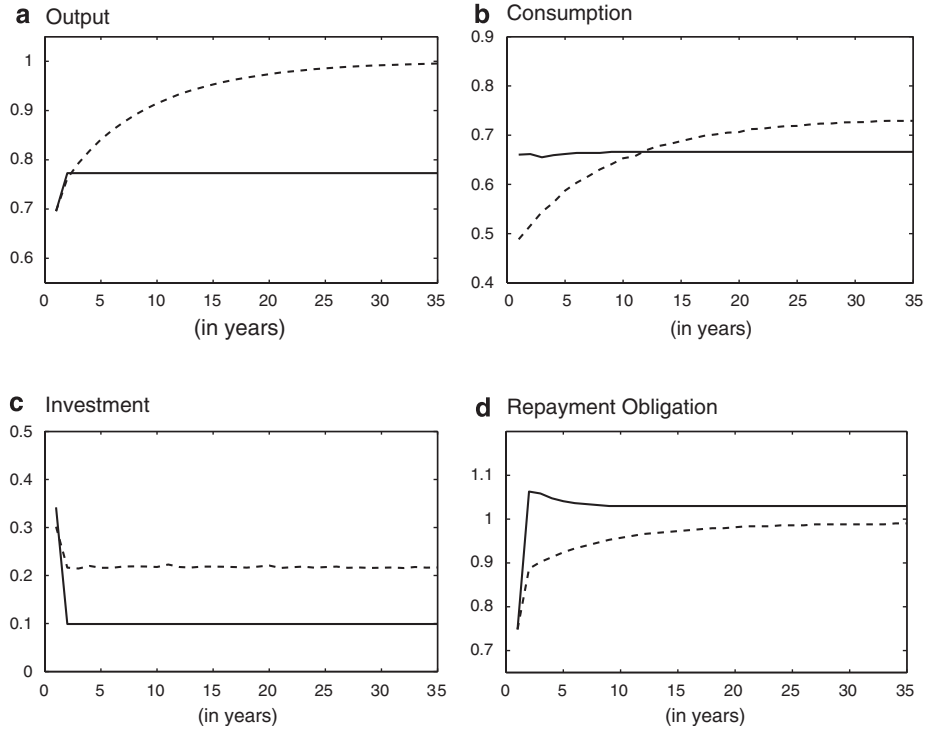 a Output
1
0.9
0.8
0.7
0.6
0 5 10 15 20 25 30 35
(in years)
b Consumption
0.9
0.8
0.7
0.6
0.5
0.4
0 5 10 15 20 25 30 35
(in years)
c Investment
0.5
0.4
0.3
0.2
0.1
0
0 5 10 15 20 25 30 35
(in years)
d Repayment Obligation
1.1
1
0.9
0.8
0.7
0 5 10 15 20 25 30 35
(in years)